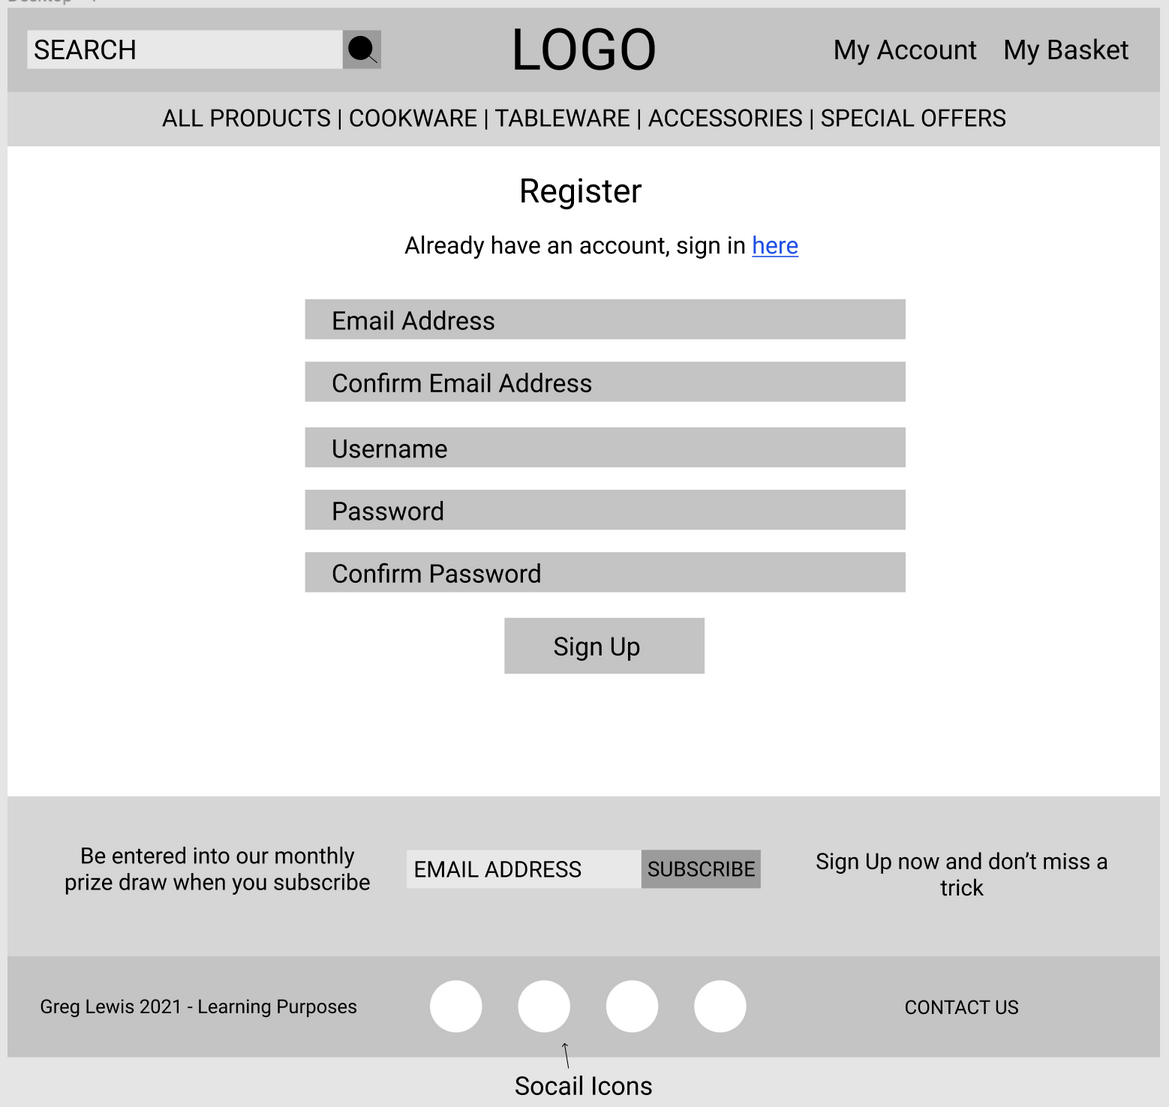 SEARCH
LOGO
My Account My Basket
ALL PRODUCTS | COOKWARE | TABLEWARE | ACCESSORIES | SPECIAL OFFERS
Register
Already have an account, sign in here
Email Address
Confirm Email Address
Username
Password
Confirm Password
Sign Up
Be entered into our monthly
prize draw when you subscribe
EMAIL ADDRESS
SUBSCRIBE
Sign Up now and don’t miss a
trick
Greg Lewis 2021 - Learning Purposes
CONTACT US
Socail Icons